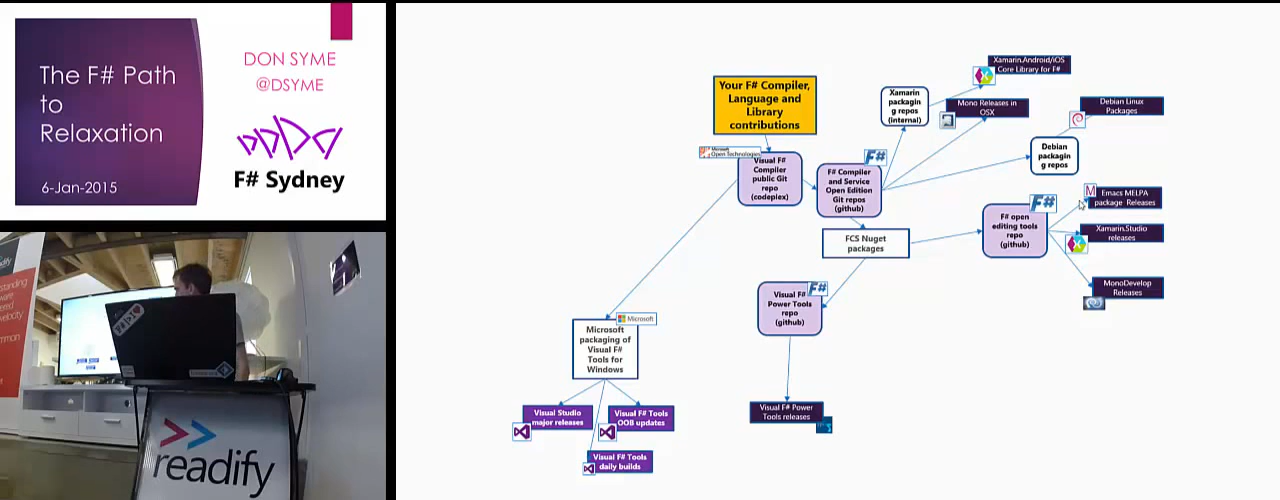 The F# Path
to
Relaxation
6-Jan-2015
DON SYME
@DSYME
F# Sydney
readify
Your F# Compiler,
Language and
Library
contributions
Microsoft
Open Technologies
Visual F#
Compiler
public Git
repo
(codeplex)
F#
F# Compiler
and Service
Open Edition
Git repos
(github)
Xamarin
packagin
g repos
(internal)
Xamarin.Android/iOS
Core Library for F#
Mono Releases in
OSX
Debian Linux
Packages
Debian
packagin
g repos
FCS Nuget
packages
F#
F# open
editing tools
repo
(github)
M
Emacs MELPA
package Releases
Xamarin.Studio
releases
MonoDevelop
Releases
F#
Visual F#
Power Tools
repo
(github)
Visual F# Power
Tools releases
Microsoft
Microsoft
packaging of
Visual F#
Tools for
Windows
Visual Studio
major releases
Visual F# Tools
OOB updates
Visual F# Tools
daily builds